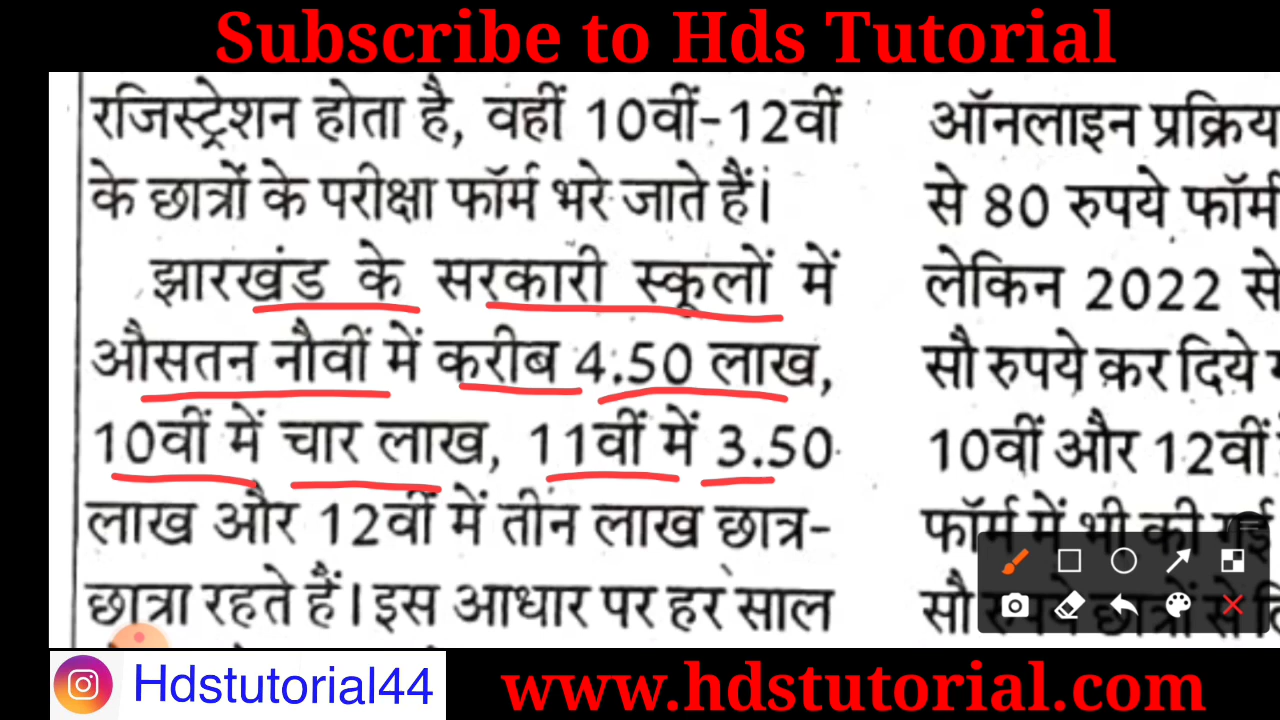 Subscribe to Hds Tutorial
रजिस्ट्रेशन होता है, वहीं 10वीं-12वीं
के छात्रों के परीक्षा फॉर्म भरे जाते हैं।
झारखंड के सरकारी स्कूलों में
औसतन नौवीं में करीब 4.50 लाख,
10वीं में चार लाख, 11वीं में 3.50
लाख और 12वीं में तीन लाख छात्र-
छात्रा रहते हैं। इस आधार पर हर साल
ऑनलाइन प्रक्रिय
से 80 रुपये फॉर्म
लेकिन 2022 से
सौ रुपये कर दिये
10वीं और 12वीं
फॉर्म में भी की गई
सौ रुपये छात्रों से
Hdstutorial44
www.hdstutorial.com